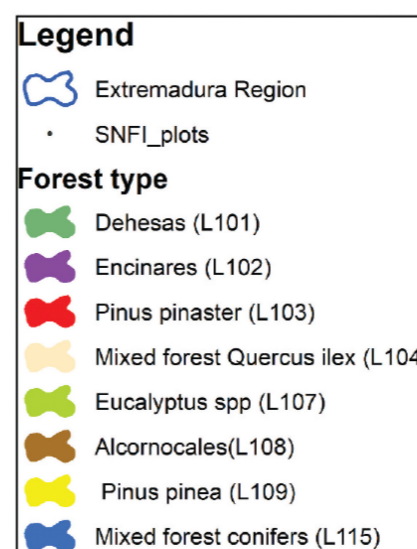 Legend
Extremadura Region
SNFI_plots
Forest type
Dehesas (L101)
Encinares (L102)
Pinus pinaster (L103)
Mixed forest Quercus ilex (L104
Eucalyptus spp (L107)
Alcornocales(L108)
Pinus pinea (L109)
Mixed forest conifers (L115)